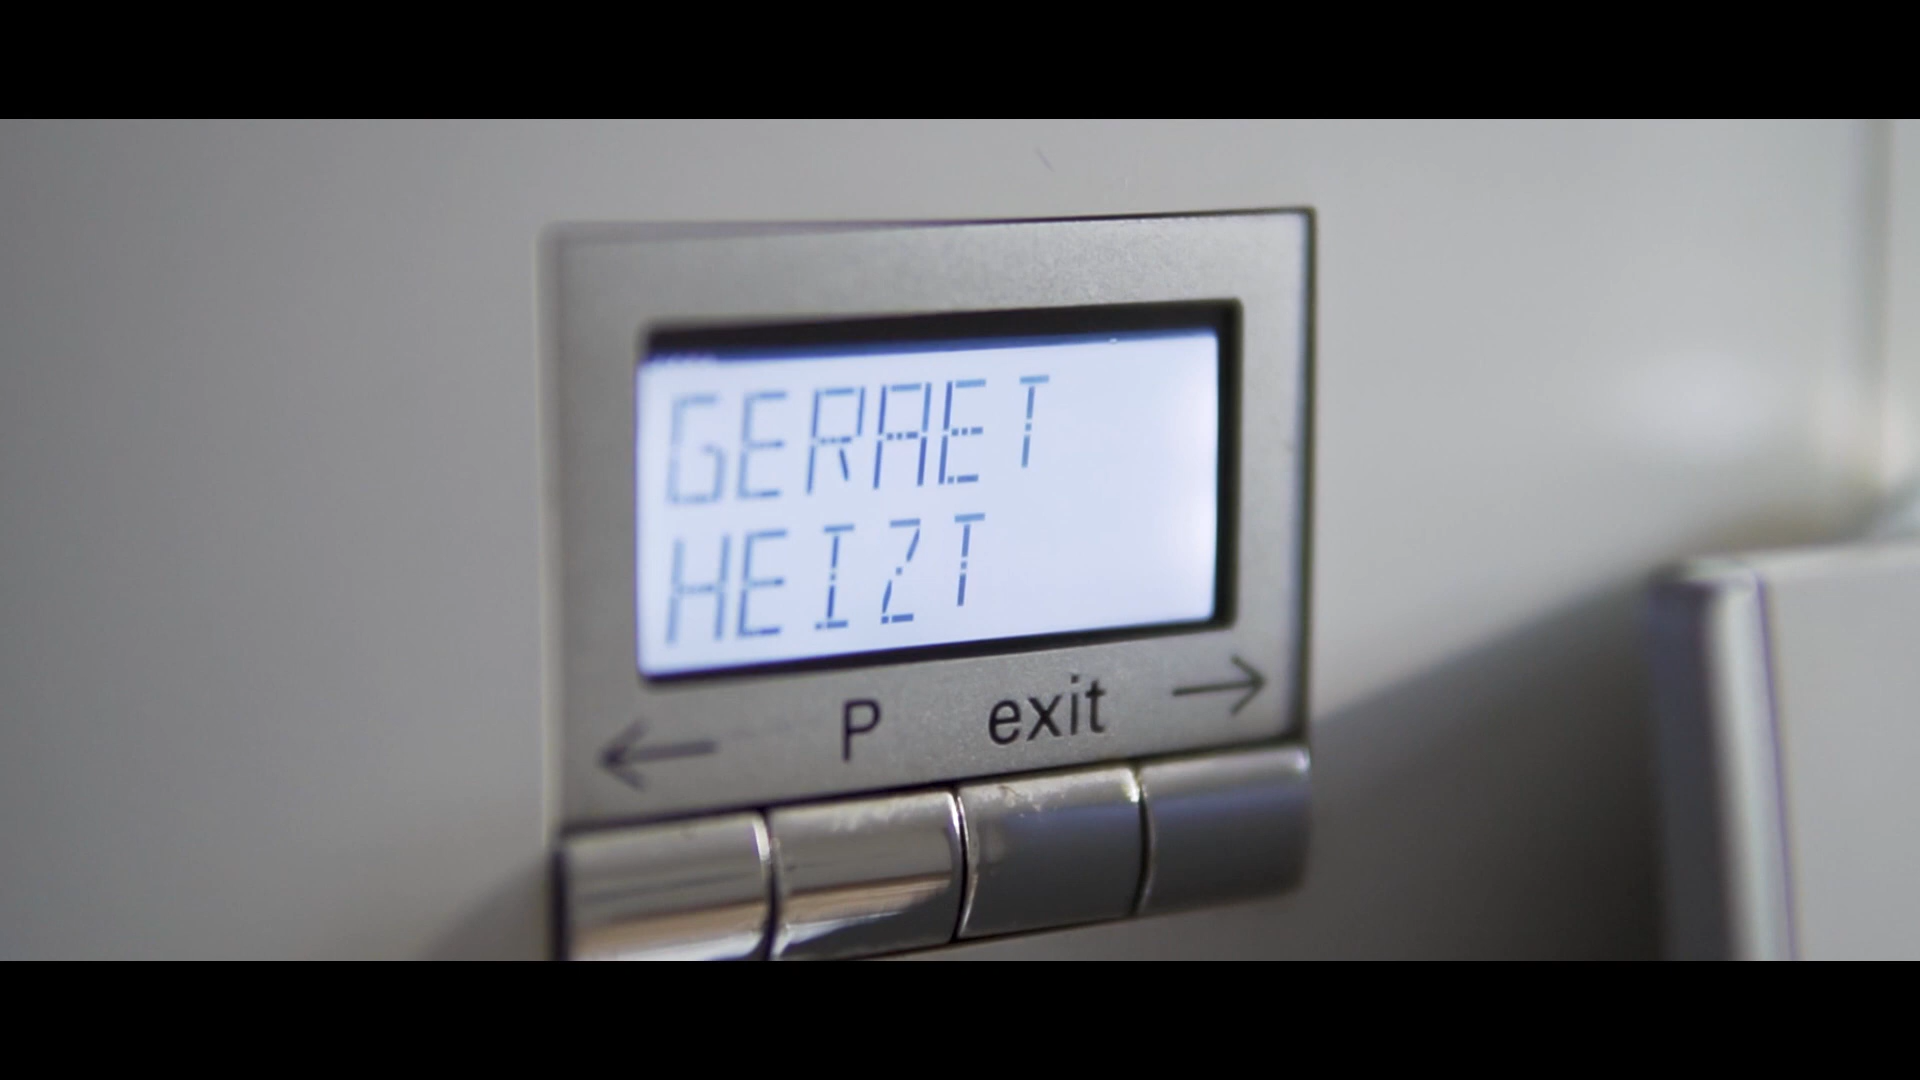 GERAET
HEIZT
← P exit →